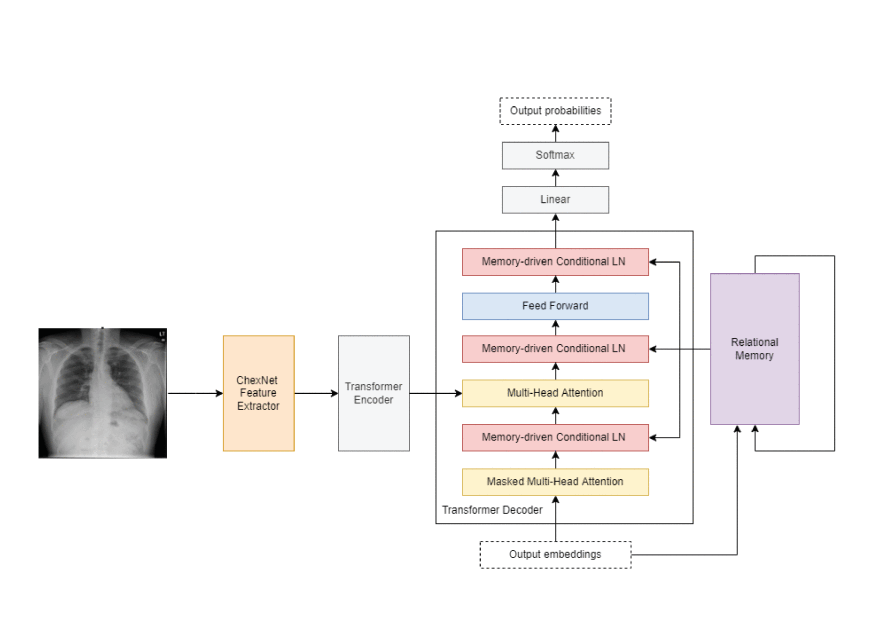 Output probabilities
Softmax
Linear
Memory-driven Conditional LN
Feed Forward
Memory-driven Conditional LN
Relational
Memory
ChexNet
Feature
Extractor
Transformer
Encoder
Multi-Head Attention
Memory-driven Conditional LN
Masked Multi-Head Attention
Transformer Decoder
Output embeddings